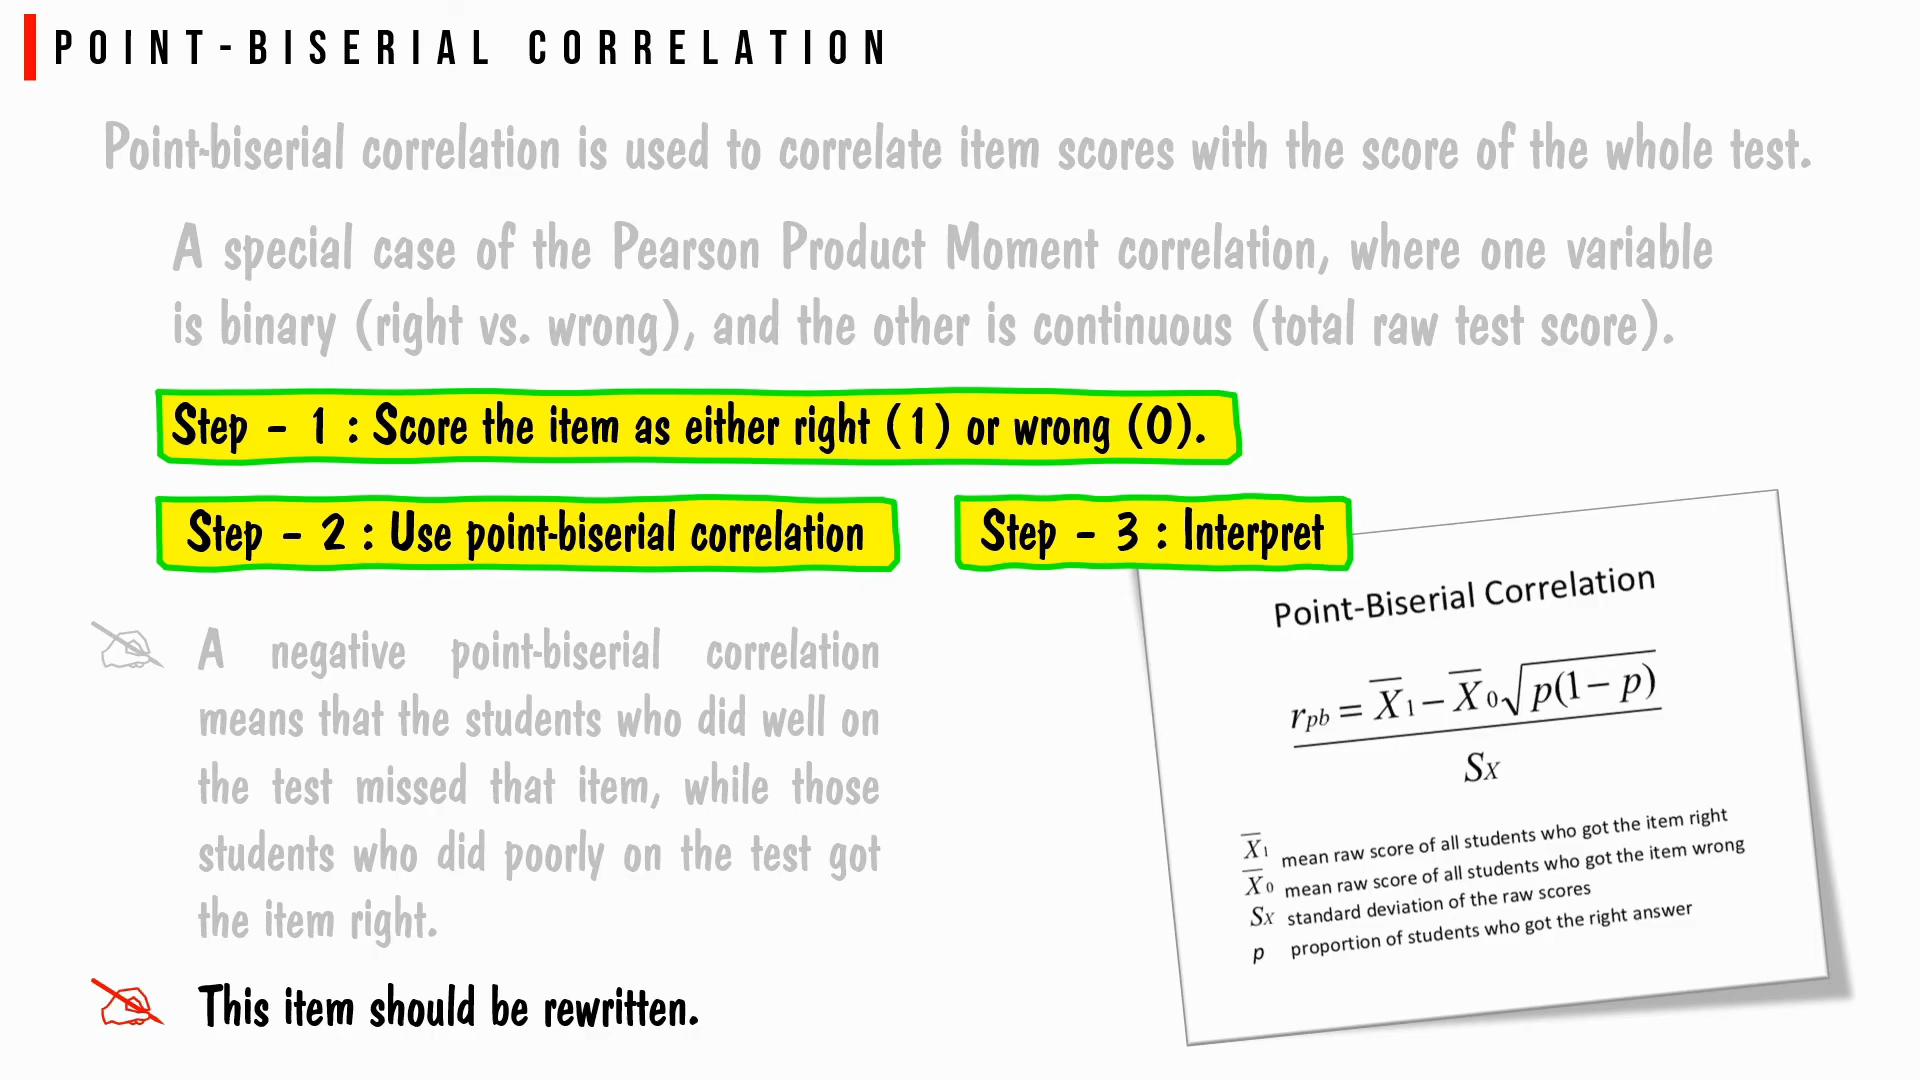 POINT-BISERIAL CORRELATION
Point-biserial correlation is used to correlate item scores with the score of the whole test.
A special case of the Pearson Product Moment correlation, where one variable
is binary (right vs. wrong), and the other is continuous (total raw test score).
Step - 1 : Score the item as either right (1) or wrong (0).
Step - 2 : Use point-biserial correlation
Step - 3 : Interpret
A negative point-biserial correlation
means that the students who did well on
the test missed that item, while those
students who did poorly on the test got
the item right.
This item should be rewritten.
Point-Biserial Correlation
r_pb = X̅₁ − X̅₀ √p(1 − p)
S_X
X̅₁ mean raw score of all students who got the item right
X̅₀ mean raw score of all students who got the item wrong
S_X standard deviation of the raw scores
p proportion of students who got the right answer